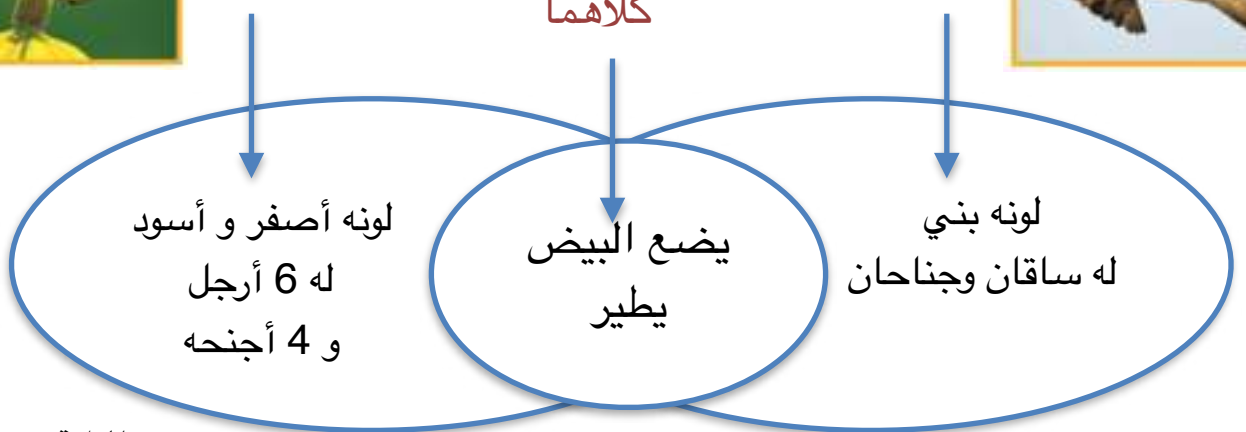 كلاهما
لونه بني
له ساقان وجناحان
يضع البيض
يطير
لونه أصفر و أسود
له 6 أرجل
و 4 أجنحه